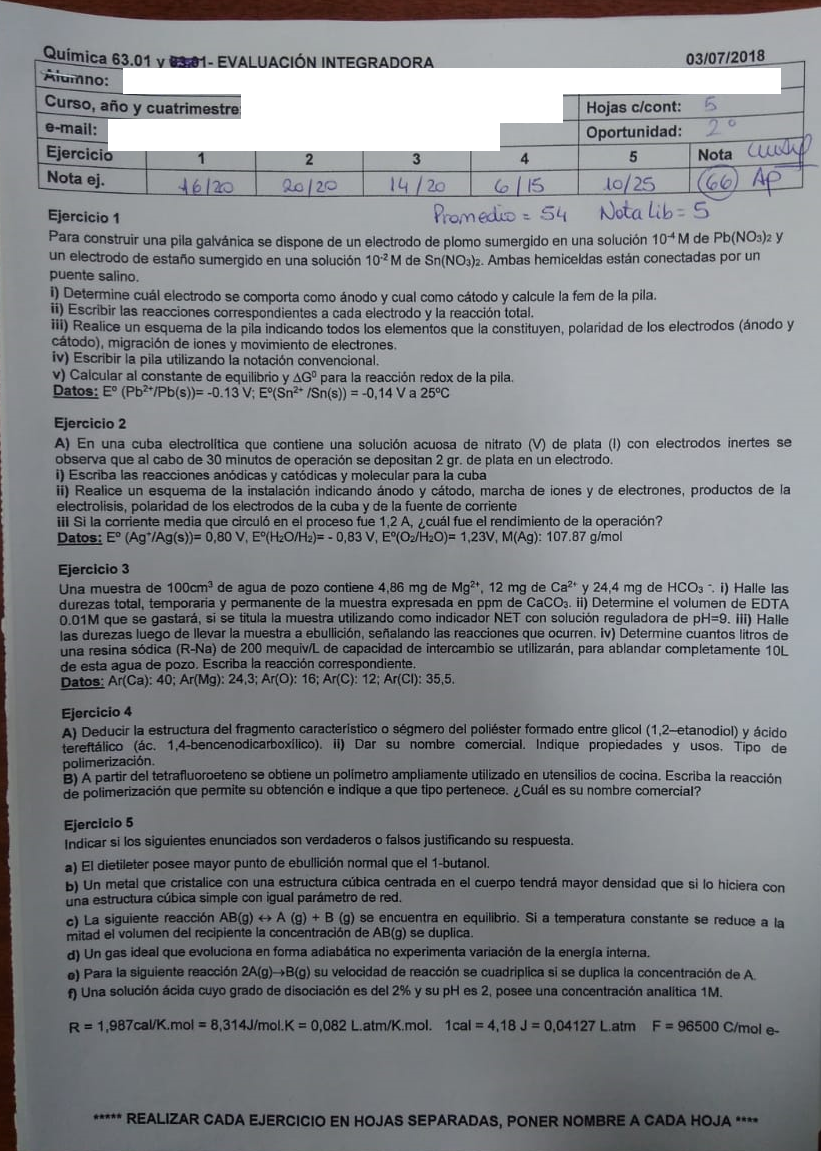 Química 63.01 y 83.01- EVALUACIÓN INTEGRADORA 03/07/2018
Alumno:
Curso, año y cuatrimestre Hojas c/cont: 5
e-mail: Oportunidad: 2º
Ejercicio 1 2 3 4 5 Nota
Nota ej. 16/20 20/20 14/20 6/15 10/25 66 AP
Promedio = 54 Nota Lib = 5
Ejercicio 1
Para construir una pila galvánica se dispone de un electrodo de plomo sumergido en una solución 10⁻⁴ M de Pb(NO₃)₂ y
un electrodo de estaño sumergido en una solución 10⁻² M de Sn(NO₃)₂. Ambas hemiceldas están conectadas por un
puente salino.
i) Determine cuál electrodo se comporta como ánodo y cual como cátodo y calcule la fem de la pila.
ii) Escribir las reacciones correspondientes a cada electrodo y la reacción total.
iii) Realice un esquema de la pila indicando todos los elementos que la constituyen, polaridad de los electrodos (ánodo y
cátodo), migración de iones y movimiento de electrones.
iv) Escribir la pila utilizando la notación convencional.
v) Calcular al constante de equilibrio y ΔG⁰ para la reacción redox de la pila.
Datos: Eº (Pb²⁺/Pb(s))= -0.13 V; Eº(Sn²⁺ /Sn(s)) = -0,14 V a 25ºC
Ejercicio 2
A) En una cuba electrolítica que contiene una solución acuosa de nitrato (V) de plata (I) con electrodos inertes se
observa que al cabo de 30 minutos de operación se depositan 2 gr. de plata en un electrodo.
i) Escriba las reacciones anódicas y catódicas y molecular para la cuba
ii) Realice un esquema de la instalación indicando ánodo y cátodo, marcha de iones y de electrones, productos de la
electrolisis, polaridad de los electrodos de la cuba y de la fuente de corriente
iii Si la corriente media que circuló en el proceso fue 1,2 A, ¿cuál fue el rendimiento de la operación?
Datos: Eº (Ag⁺/Ag(s))= 0,80 V, Eº(H₂O/H₂)= - 0,83 V, Eº(O₂/H₂O)= 1,23V, M(Ag): 107.87 g/mol
Ejercicio 3
Una muestra de 100cm³ de agua de pozo contiene 4,86 mg de Mg²⁺, 12 mg de Ca²⁺ y 24,4 mg de HCO₃ ⁻. i) Halle las
durezas total, temporaria y permanente de la muestra expresada en ppm de CaCO₃. ii) Determine el volumen de EDTA
0.01M que se gastará, si se titula la muestra utilizando como indicador NET con solución reguladora de pH=9. iii) Halle
las durezas luego de llevar la muestra a ebullición, señalando las reacciones que ocurren. iv) Determine cuantos litros de
una resina sódica (R-Na) de 200 mequiv/L de capacidad de intercambio se utilizarán, para ablandar completamente 10L
de esta agua de pozo. Escriba la reacción correspondiente.
Datos: Ar(Ca): 40; Ar(Mg): 24,3; Ar(O): 16; Ar(C): 12; Ar(Cl): 35,5.
Ejercicio 4
A) Deducir la estructura del fragmento característico o ségmero del poliéster formado entre glicol (1,2–etanodiol) y ácido
tereftálico (ác. 1,4-bencenodicarboxílico). ii) Dar su nombre comercial. Indique propiedades y usos. Tipo de
polimerización.
B) A partir del tetrafluoroeteno se obtiene un polímetro ampliamente utilizado en utensilios de cocina. Escriba la reacción
de polimerización que permite su obtención e indique a que tipo pertenece. ¿Cuál es su nombre comercial?
Ejercicio 5
Indicar si los siguientes enunciados son verdaderos o falsos justificando su respuesta.
a) El dietileter posee mayor punto de ebullición normal que el 1-butanol.
b) Un metal que cristalice con una estructura cúbica centrada en el cuerpo tendrá mayor densidad que si lo hiciera con
una estructura cúbica simple con igual parámetro de red.
c) La siguiente reacción AB(g) ↔ A (g) + B (g) se encuentra en equilibrio. Si a temperatura constante se reduce a la
mitad el volumen del recipiente la concentración de AB(g) se duplica.
d) Un gas ideal que evoluciona en forma adiabática no experimenta variación de la energía interna.
e) Para la siguiente reacción 2A(g)→B(g) su velocidad de reacción se cuadriplica si se duplica la concentración de A.
f) Una solución ácida cuyo grado de disociación es del 2% y su pH es 2, posee una concentración analítica 1M.
R = 1,987cal/K.mol = 8,314J/mol.K = 0,082 L.atm/K.mol. 1cal = 4,18 J = 0,04127 L.atm F = 96500 C/mol e-
***** REALIZAR CADA EJERCICIO EN HOJAS SEPARADAS, PONER NOMBRE A CADA HOJA ****